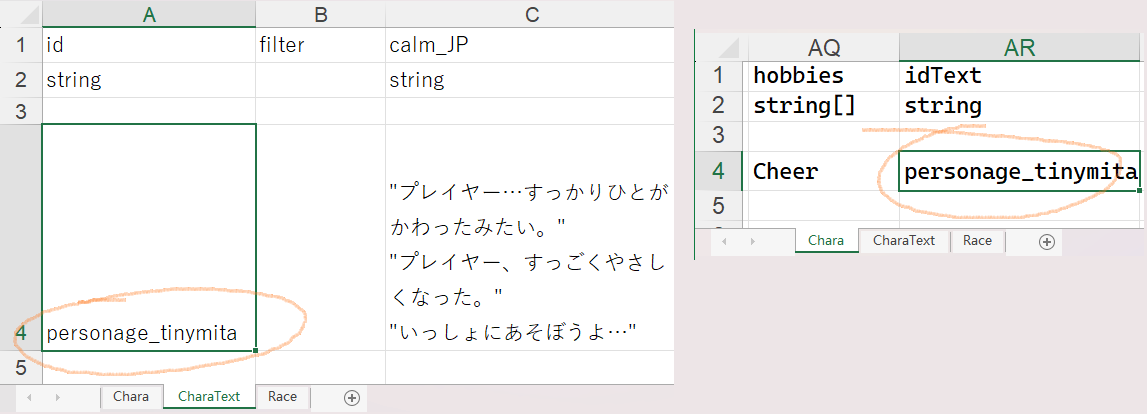 A B C
1 id filter calm_JP
2 string string
3
4 personage_tinymita "プレイヤー…すっかりひとが
かわったみたい。"
"プレイヤー、すっごくやさし
くなった。"
"いっしょにあそぼうよ…"
5
Chara CharaText Race
AQ AR
1 hobbies idText
2 string[] string
3
4 Cheer personage_tinymita
5
Chara CharaText Race